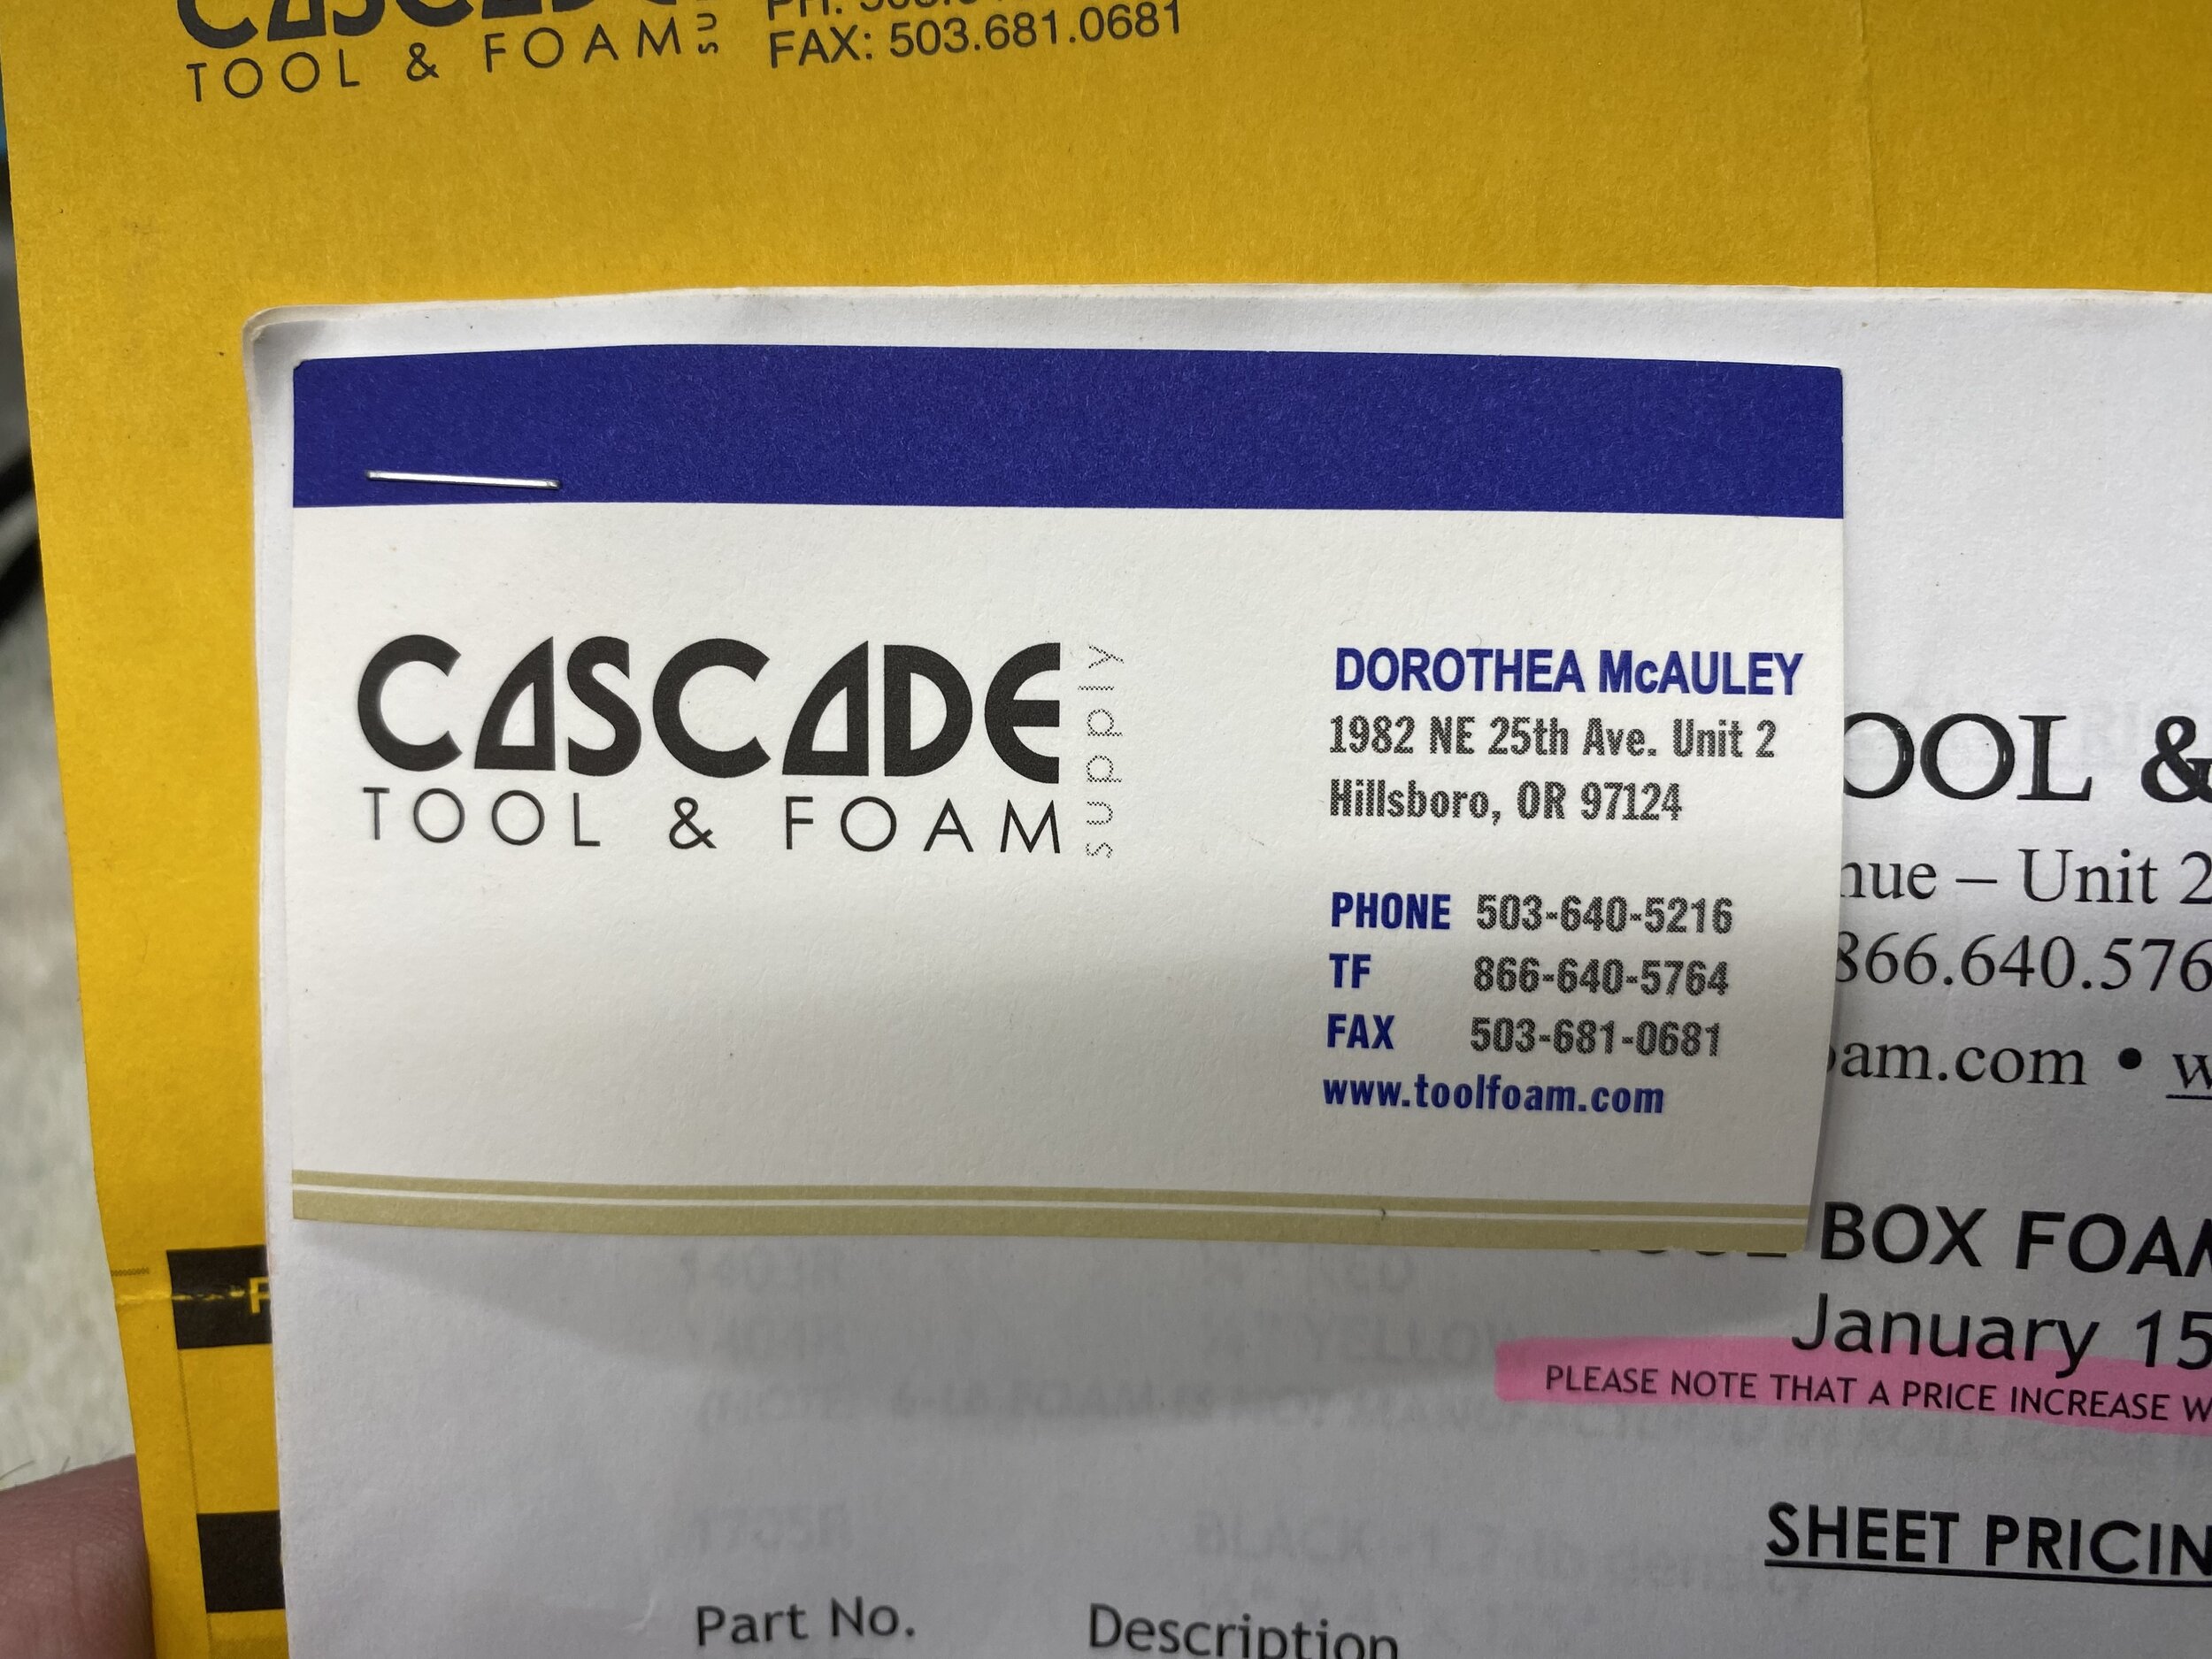 CASCADE
TOOL & FOAM
FAX: 503.681.0681
CASCADE
TOOL & FOAM
supply
DOROTHEA McAULEY
1982 NE 25th Ave. Unit 2
Hillsboro, OR 97124
PHONE 503-640-5216
TF 866-640-5764
FAX 503-681-0681
www.toolfoam.com
OOL &
nue – Unit 2
866.640.576
oam.com • w
BOX FOAM
January 15
PLEASE NOTE THAT A PRICE INCREASE W
SHEET PRICIN
Part No. Description